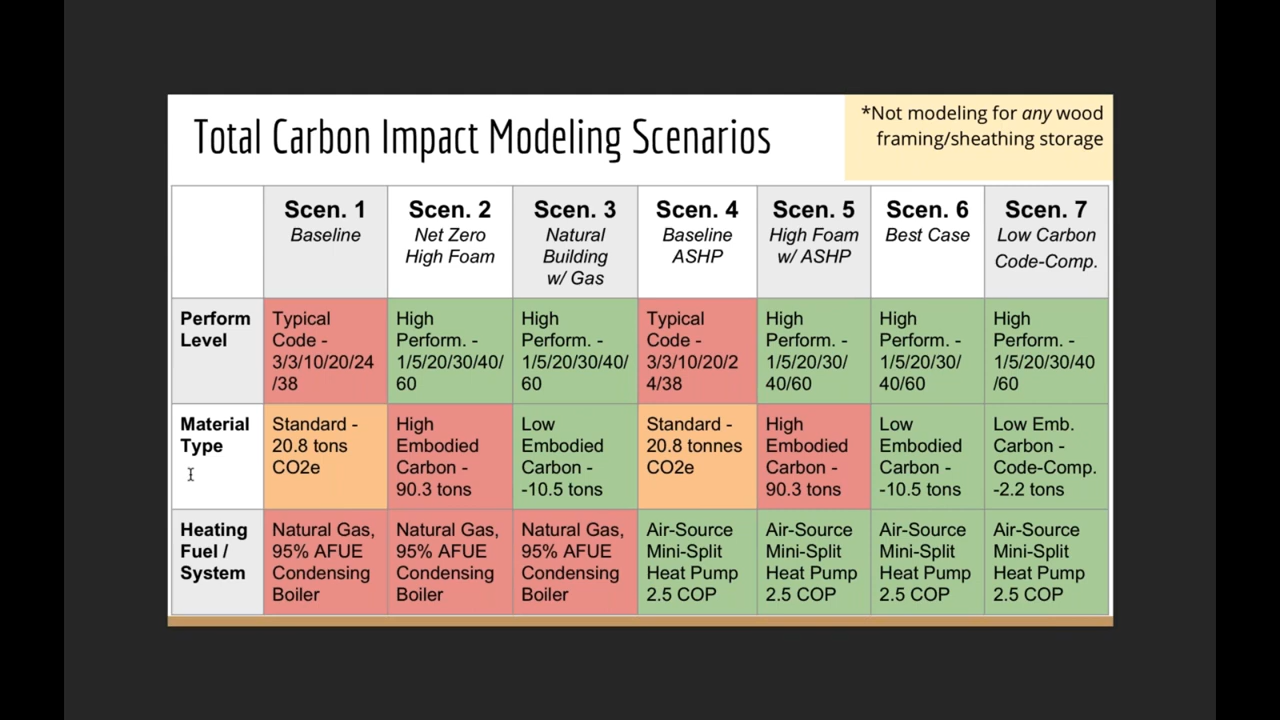 Total Carbon Impact Modeling Scenarios
*Not modeling for any wood
framing/sheathing storage
Scen. 1
Baseline
Scen. 2
Net Zero
High Foam
Scen. 3
Natural
Building
w/ Gas
Scen. 4
Baseline
ASHP
Scen. 5
High Foam
w/ ASHP
Scen. 6
Best Case
Scen. 7
Low Carbon
Code-Comp.
Perform
Level
Typical
Code -
3/3/10/20/24
/38
High
Perform. -
1/5/20/30/40/
60
High
Perform. -
1/5/20/30/40/
60
Typical
Code -
3/3/10/20/2
4/38
High
Perform. -
1/5/20/30/
40/60
High
Perform. -
1/5/20/30/
40/60
High
Perform. -
1/5/20/30/40
/60
Material
Type
Standard -
20.8 tons
CO2e
High
Embodied
Carbon -
90.3 tons
Low
Embodied
Carbon -
-10.5 tons
Standard -
20.8 tonnes
CO2e
High
Embodied
Carbon -
90.3 tons
Low
Embodied
Carbon -
-10.5 tons
Low Emb.
Carbon -
Code-Comp.
-2.2 tons
Heating
Fuel /
System
Natural Gas,
95% AFUE
Condensing
Boiler
Natural Gas,
95% AFUE
Condensing
Boiler
Natural Gas,
95% AFUE
Condensing
Boiler
Air-Source
Mini-Split
Heat Pump
2.5 COP
Air-Source
Mini-Split
Heat Pump
2.5 COP
Air-Source
Mini-Split
Heat Pump
2.5 COP
Air-Source
Mini-Split
Heat Pump
2.5 COP